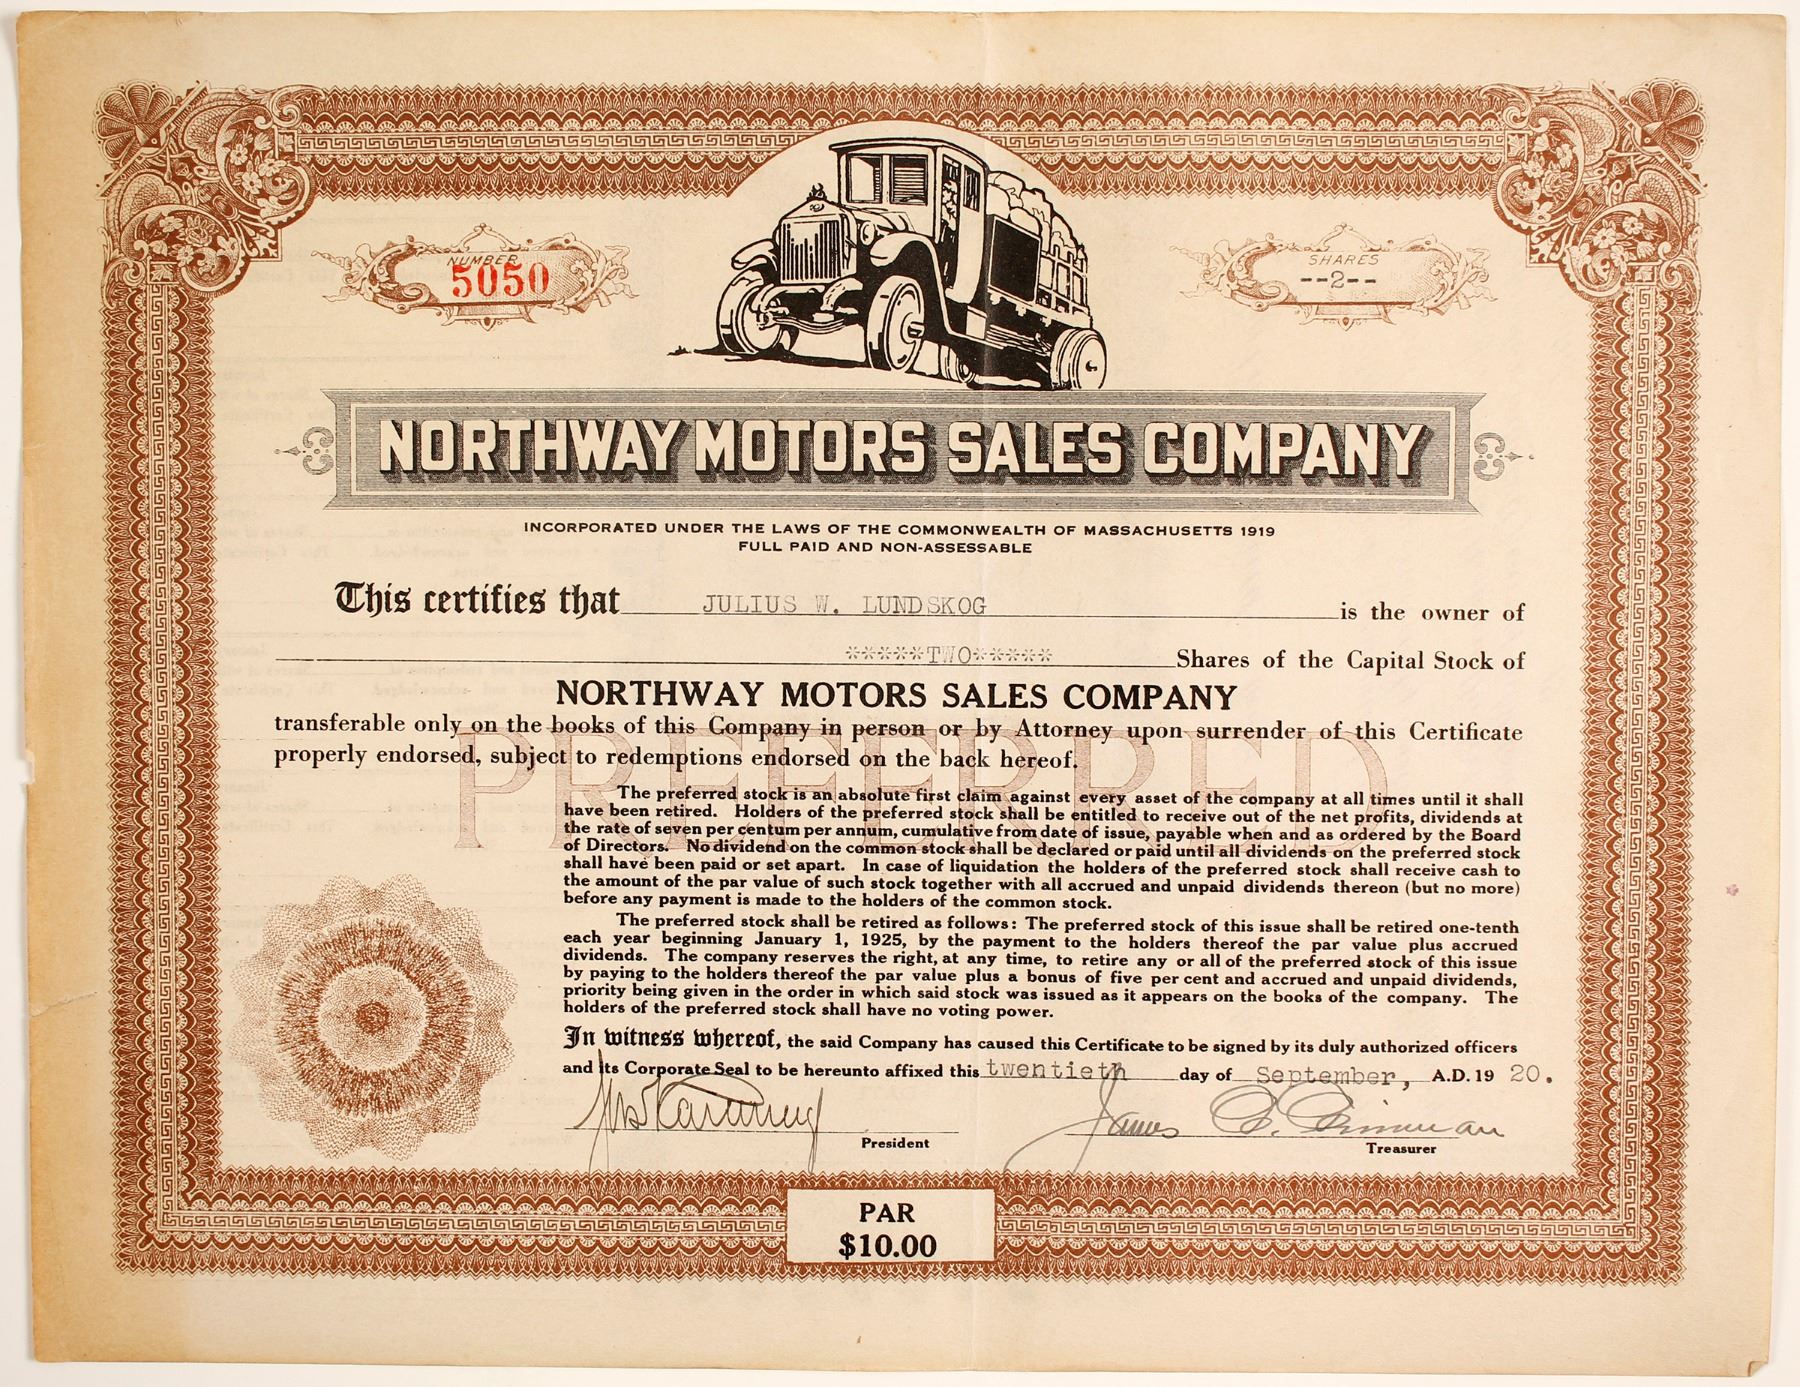 NUMBER
5050
SHARES
--2--
NORTHWAY MOTORS SALES COMPANY
INCORPORATED UNDER THE LAWS OF THE COMMONWEALTH OF MASSACHUSETTS 1919
FULL PAID AND NON-ASSESSABLE
This certifies that JULIUS W. LUNDSKOG is the owner of
*****TWO***** Shares of the Capital Stock of
NORTHWAY MOTORS SALES COMPANY
transferable only on the books of this Company in person or by Attorney upon surrender of this Certificate
properly endorsed, subject to redemptions endorsed on the back hereof.
PREFERRED
The preferred stock is an absolute first claim against every asset of the company at all times until it shall
have been retired. Holders of the preferred stock shall be entitled to receive out of the net profits, dividends at
the rate of seven per centum per annum, cumulative from date of issue, payable when and as ordered by the Board
of Directors. No dividend on the common stock shall be declared or paid until all dividends on the preferred stock
shall have been paid or set apart. In case of liquidation the holders of the preferred stock shall receive cash to
the amount of the par value of such stock together with all accrued and unpaid dividends thereon (but no more)
before any payment is made to the holders of the common stock.
The preferred stock shall be retired as follows: The preferred stock of this issue shall be retired one-tenth
each year beginning January 1, 1925, by the payment to the holders thereof the par value plus accrued
dividends. The company reserves the right, at any time, to retire any or all of the preferred stock of this issue
by paying to the holders thereof the par value plus a bonus of five per cent and accrued and unpaid dividends,
priority being given in the order in which said stock was issued as it appears on the books of the company. The
holders of the preferred stock shall have no voting power.
In witness whereof, the said Company has caused this Certificate to be signed by its duly authorized officers
and its Corporate Seal to be hereunto affixed this twentieth day of September, A.D. 19 20.
James
President
Treasurer
PAR
$10.00